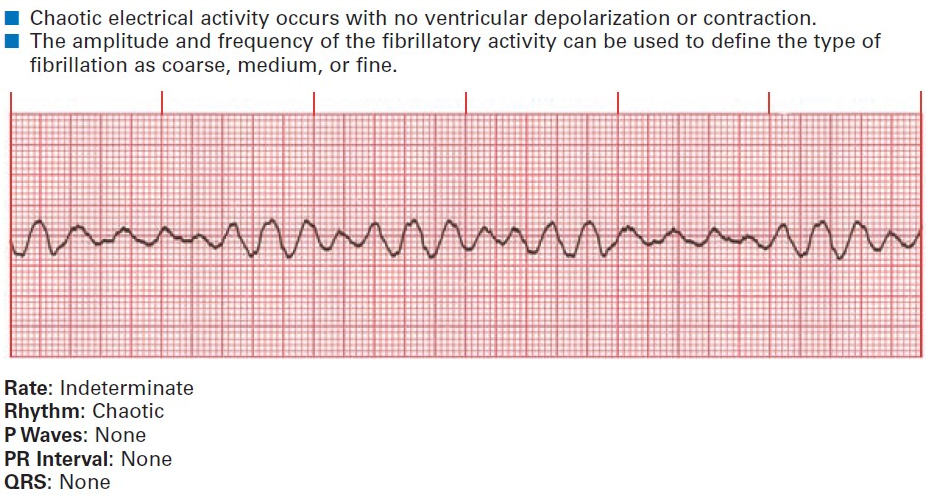 Chaotic electrical activity occurs with no ventricular depolarization or contraction.
The amplitude and frequency of the fibrillatory activity can be used to define the type of
fibrillation as coarse, medium, or fine.
Rate: Indeterminate
Rhythm: Chaotic
P Waves: None
PR Interval: None
QRS: None